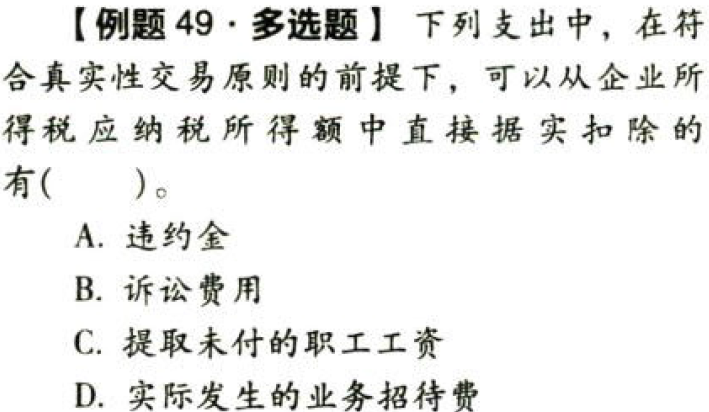 【例题 49·多选题】 下列支出中，在符
合真实性交易原则的前提下，可以从企业所
得税应纳税所得额中直接据实扣除的
有(　　)。
A. 违约金
B. 诉讼费用
C. 提取未付的职工工资
D. 实际发生的业务招待费